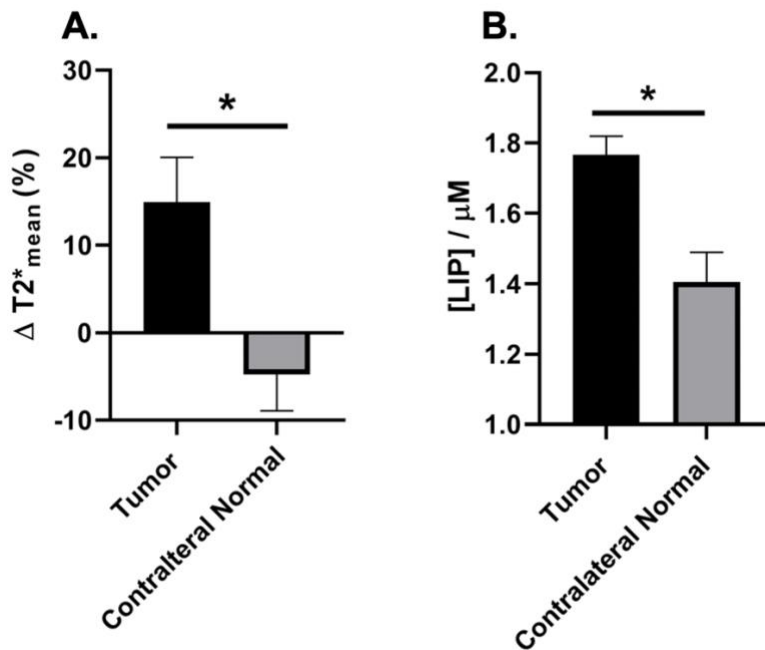 A.
Δ T2*mean (%)
30
20
10
0
-10
*
Tumor
Contralteral Normal
B.
[LIP] / μM
2.0
1.8
1.6
1.4
1.2
1.0
*
Tumor
Contralateral Normal